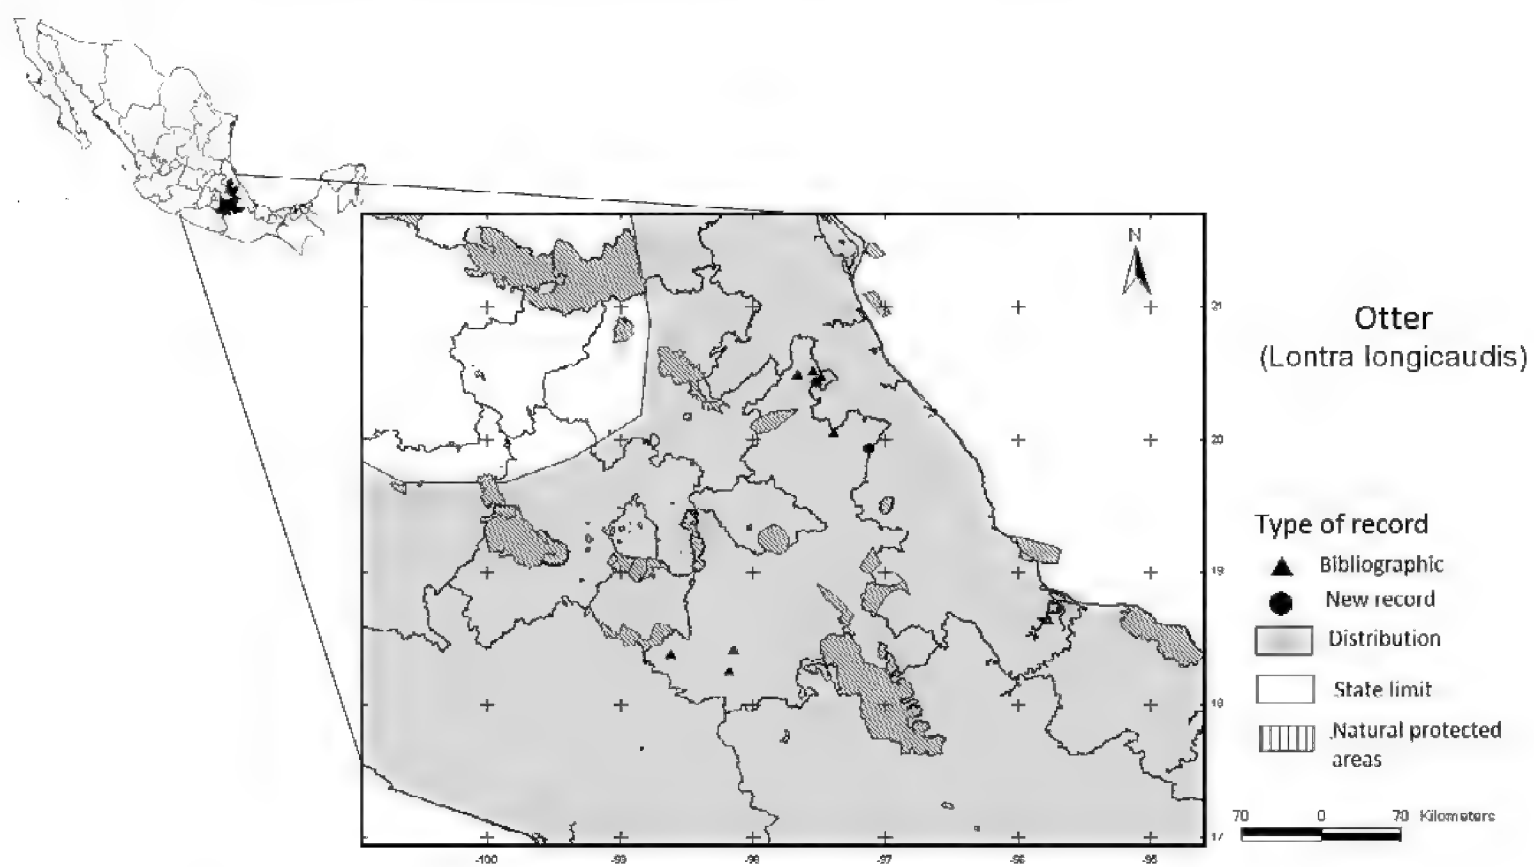 N
21
20
19
18
17
-100
-99
-98
-97
-96
-95
Otter
(Lontra longicaudis)
Type of record
Bibliographic
New record
Distribution
State limit
Natural protected
areas
70 0 70 Kilometers